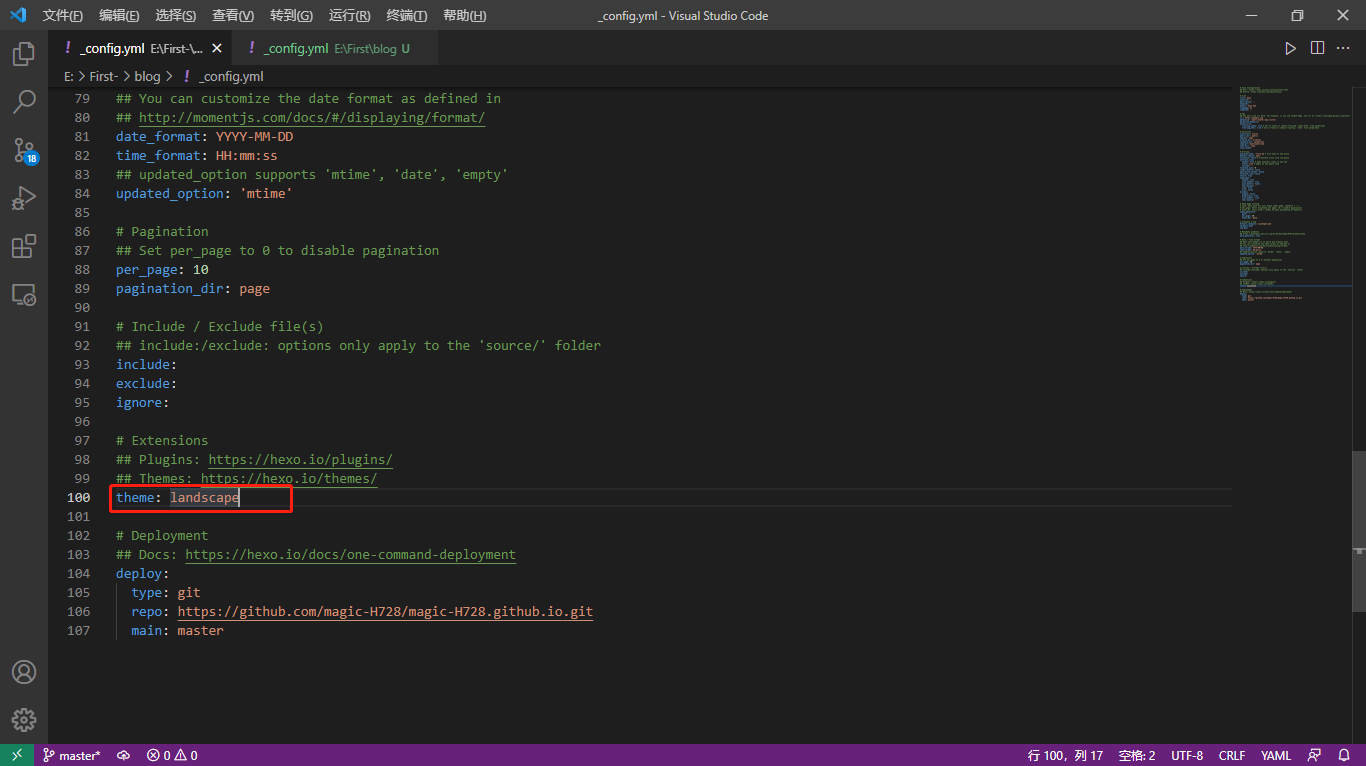 文件(F) 编辑(E) 选择(S) 查看(V) 转到(G) 运行(R) 终端(T) 帮助(H) _config.yml - Visual Studio Code
! _config.yml E:\First-\... ! _config.yml E:\First\blog U
E: > First- > blog > ! _config.yml
79 ## You can customize the date format as defined in
80 ## http://momentjs.com/docs/#/displaying/format/
81 date_format: YYYY-MM-DD
82 time_format: HH:mm:ss
83 ## updated_option supports 'mtime', 'date', 'empty'
84 updated_option: 'mtime'
85
86 # Pagination
87 ## Set per_page to 0 to disable pagination
88 per_page: 10
89 pagination_dir: page
90
91 # Include / Exclude file(s)
92 ## include:/exclude: options only apply to the 'source/' folder
93 include:
94 exclude:
95 ignore:
96
97 # Extensions
98 ## Plugins: https://hexo.io/plugins/
99 ## Themes: https://hexo.io/themes/
100 theme: landscape
101
102 # Deployment
103 ## Docs: https://hexo.io/docs/one-command-deployment
104 deploy:
105 type: git
106 repo: https://github.com/magic-H728/magic-H728.github.io.git
107 main: master
18
master* 0 0 行 100，列 17 空格: 2 UTF-8 CRLF YAML